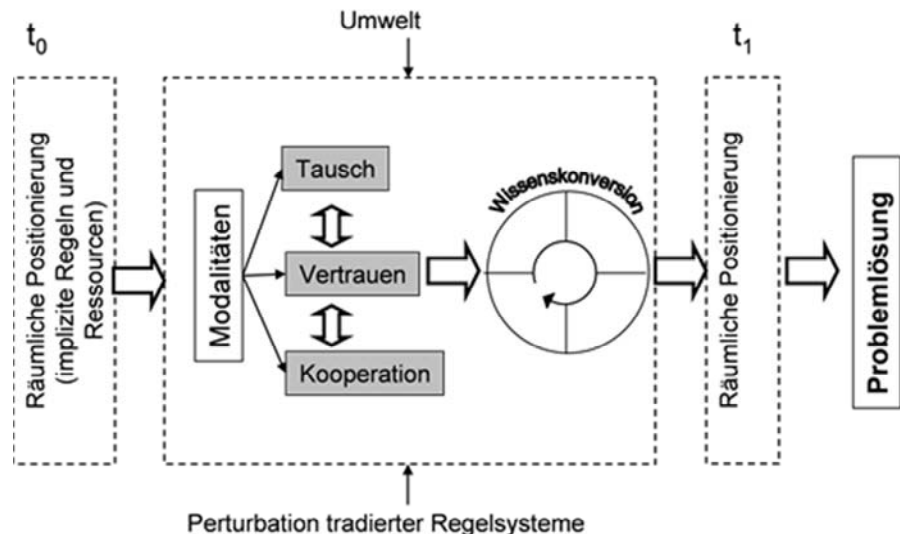 Umwelt
t0
t1
Räumliche Positionierung
(implizite Regeln und
Ressourcen)
Modalitäten
Tausch
Vertrauen
Kooperation
Wissenskonversion
Räumliche Positionierung
Problemlösung
Perturbation tradierter Regelsysteme